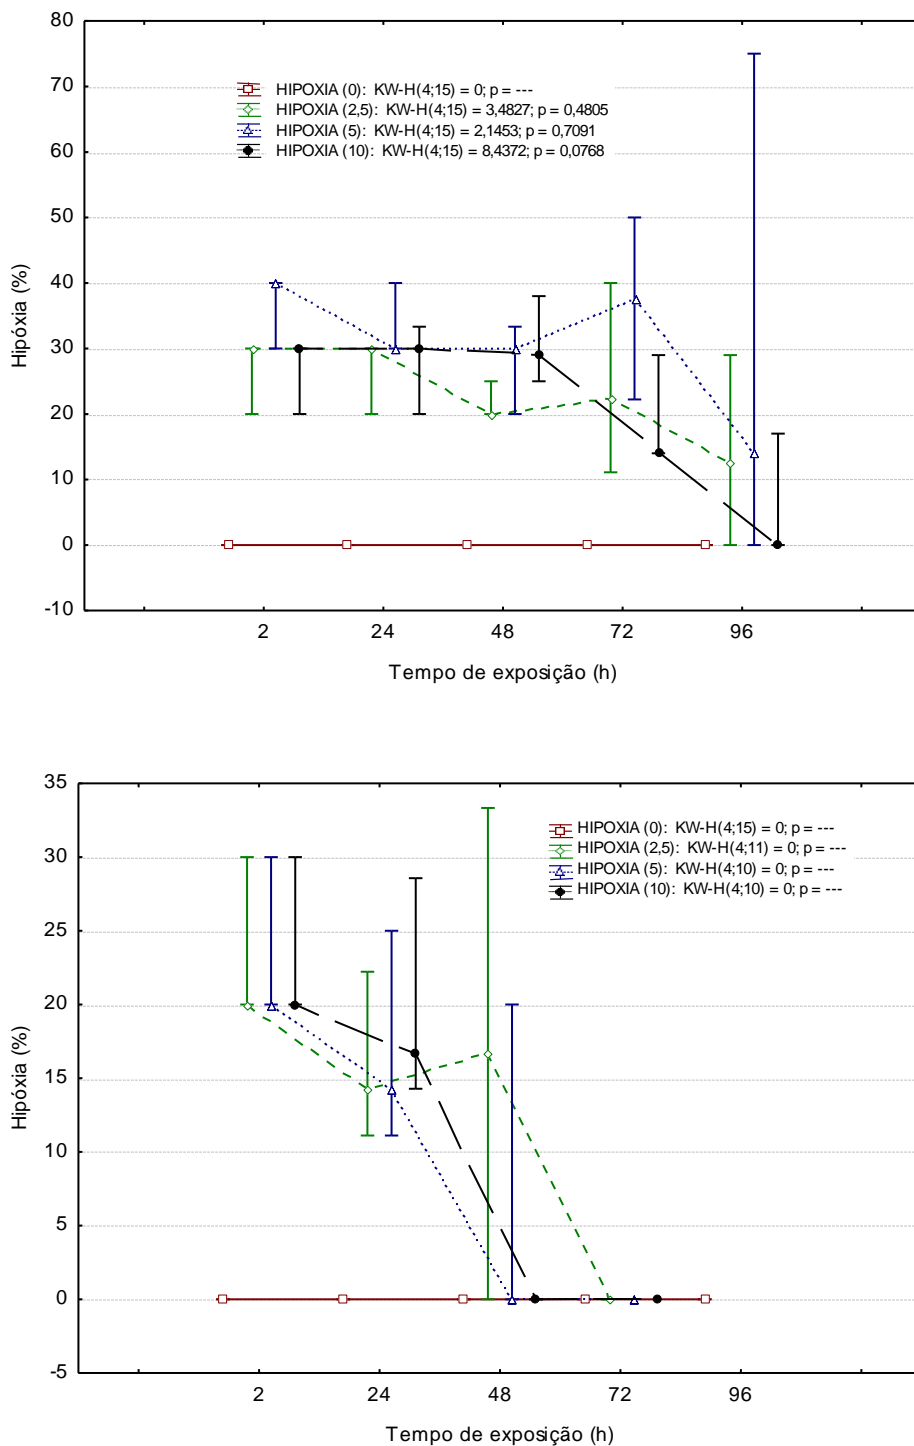 80
HIPOXIA (0): KW-H(4;15) = 0; p = ---
70
HIPOXIA (2,5): KW-H(4;15) = 3,4827; p = 0,4805
HIPOXIA (5): KW-H(4;15) = 2,1453; p = 0,7091
HIPOXIA (10): KW-H(4;15) = 8,4372; p = 0,0768
60
50
40
30
20
10
0
-10
Hipóxia (%)
2 24 48 72 96
Tempo de exposição (h)
35
HIPOXIA (0): KW-H(4;15) = 0; p = ---
HIPOXIA (2,5): KW-H(4;11) = 0; p = ---
HIPOXIA (5): KW-H(4;10) = 0; p = ---
HIPOXIA (10): KW-H(4;10) = 0; p = ---
30
25
20
15
10
5
0
-5
Hipóxia (%)
2 24 48 72 96
Tempo de exposição (h)